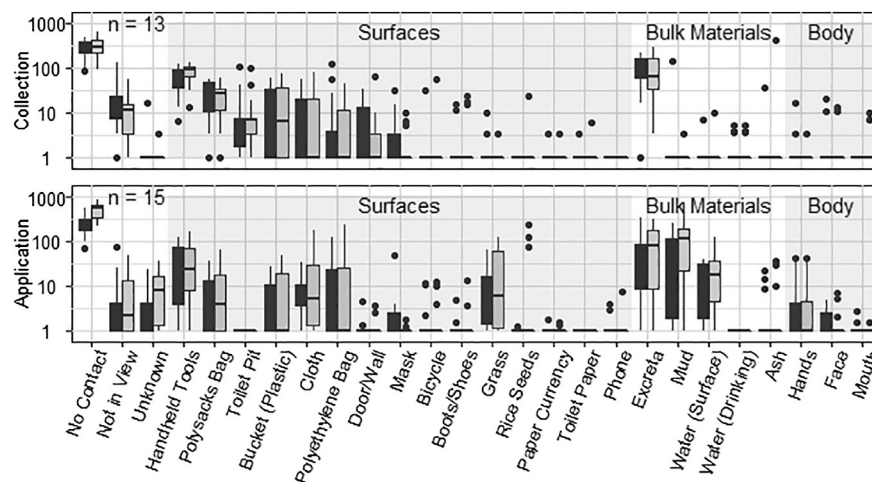 n = 13
Surfaces
Bulk Materials
Body
Collection
1000
100
10
1
n = 15
Surfaces
Bulk Materials
Body
Application
1000
100
10
1
No Contact
Not in View
Unknown
Handheld Tools
Polysacks Bag
Toilet Pit
Bucket (Plastic)
Cloth
Polyethylene Bag
Door/Wall
Mask
Bicycle
Boots/Shoes
Grass
Rice Seeds
Paper Currency
Toilet Paper
Phone
Excreta
Mud
Water (Surface)
Water (Drinking)
Ash
Hands
Face
Mouth